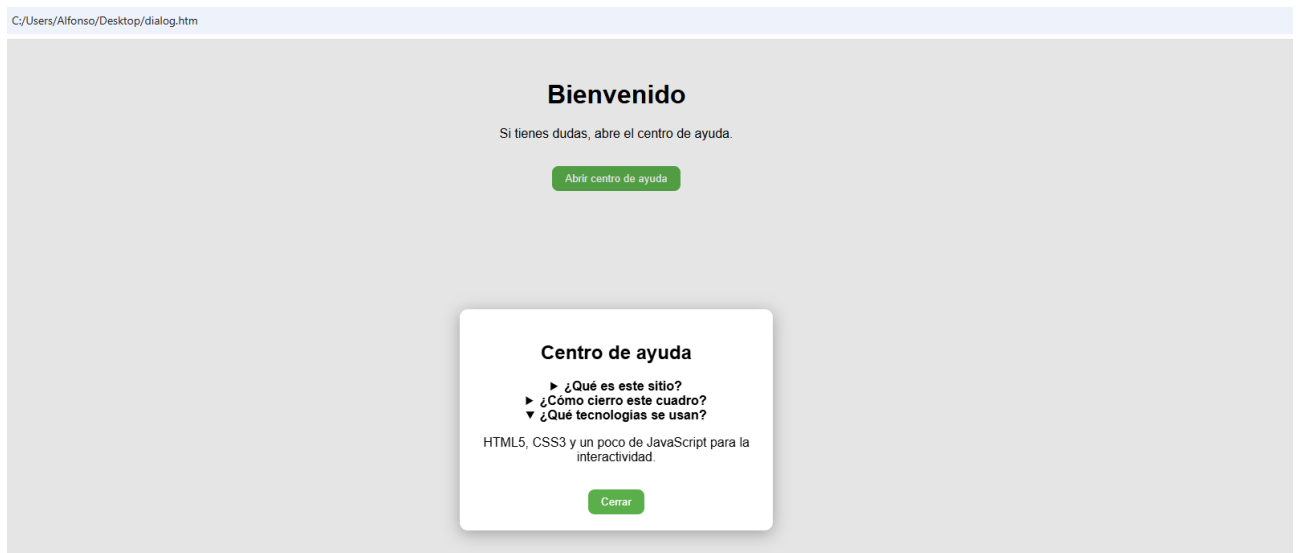 C:/Users/Alfonso/Desktop/dialog.htm
Bienvenido
Si tienes dudas, abre el centro de ayuda.
Abrir centro de ayuda
Centro de ayuda
▶ ¿Qué es este sitio?
▶ ¿Cómo cierro este cuadro?
▼ ¿Qué tecnologías se usan?
HTML5, CSS3 y un poco de JavaScript para la
interactividad.
Cerrar